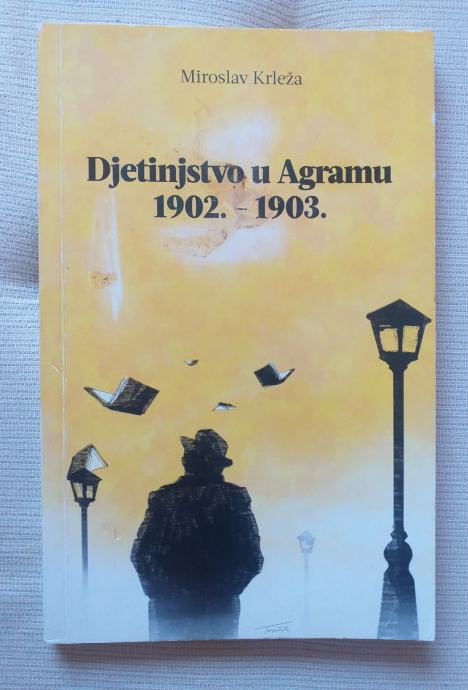 Miroslav Krleža
Djetinjstvo u Agramu
1902. – 1903.